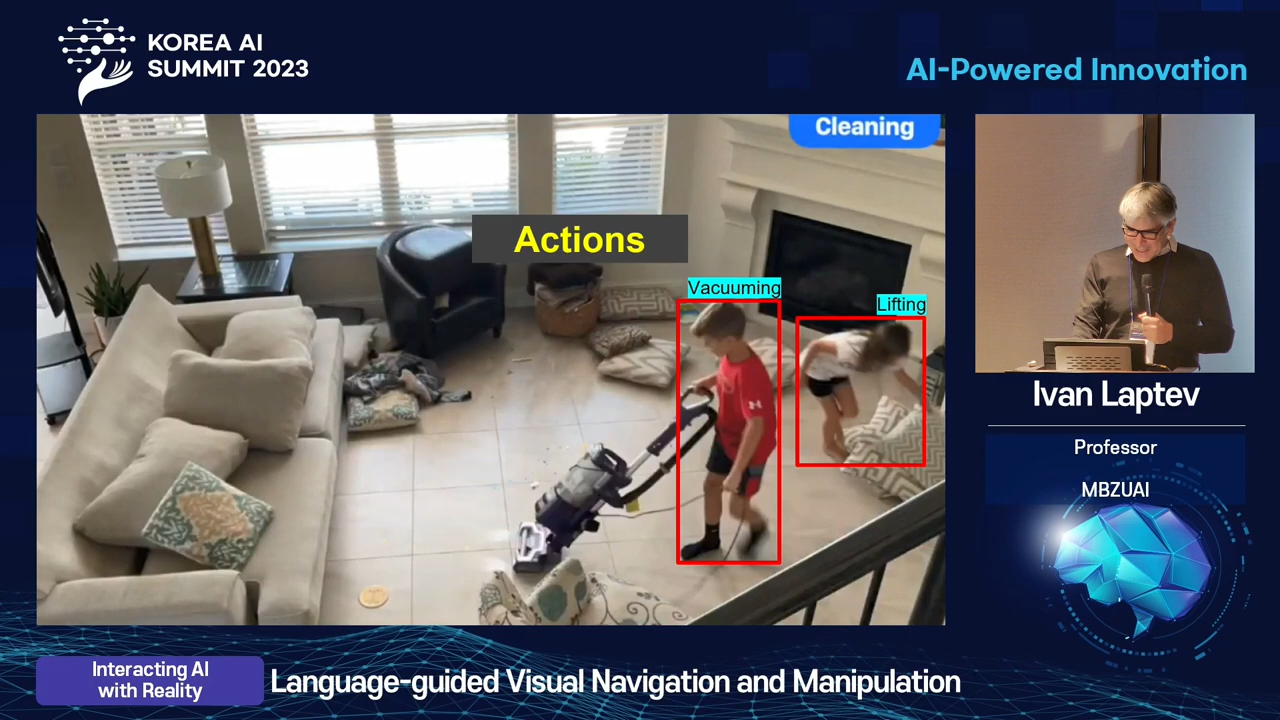 KOREA AI
SUMMIT 2023
AI-Powered Innovation
Cleaning
Actions
Vacuuming
Lifting
Ivan Laptev
Professor
MBZUAI
Interacting AI
with Reality
Language-guided Visual Navigation and Manipulation